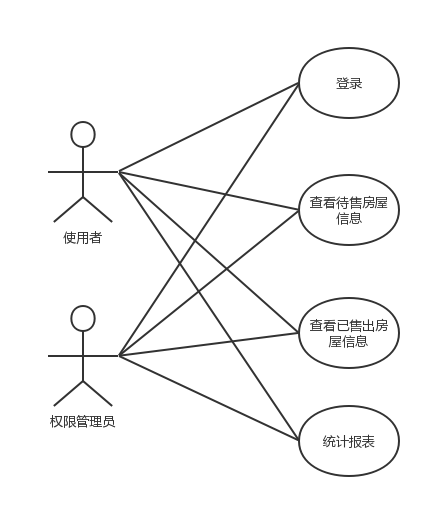 登录
查看待售房屋
信息
使用者
查看已售出房
屋信息
权限管理员
统计报表